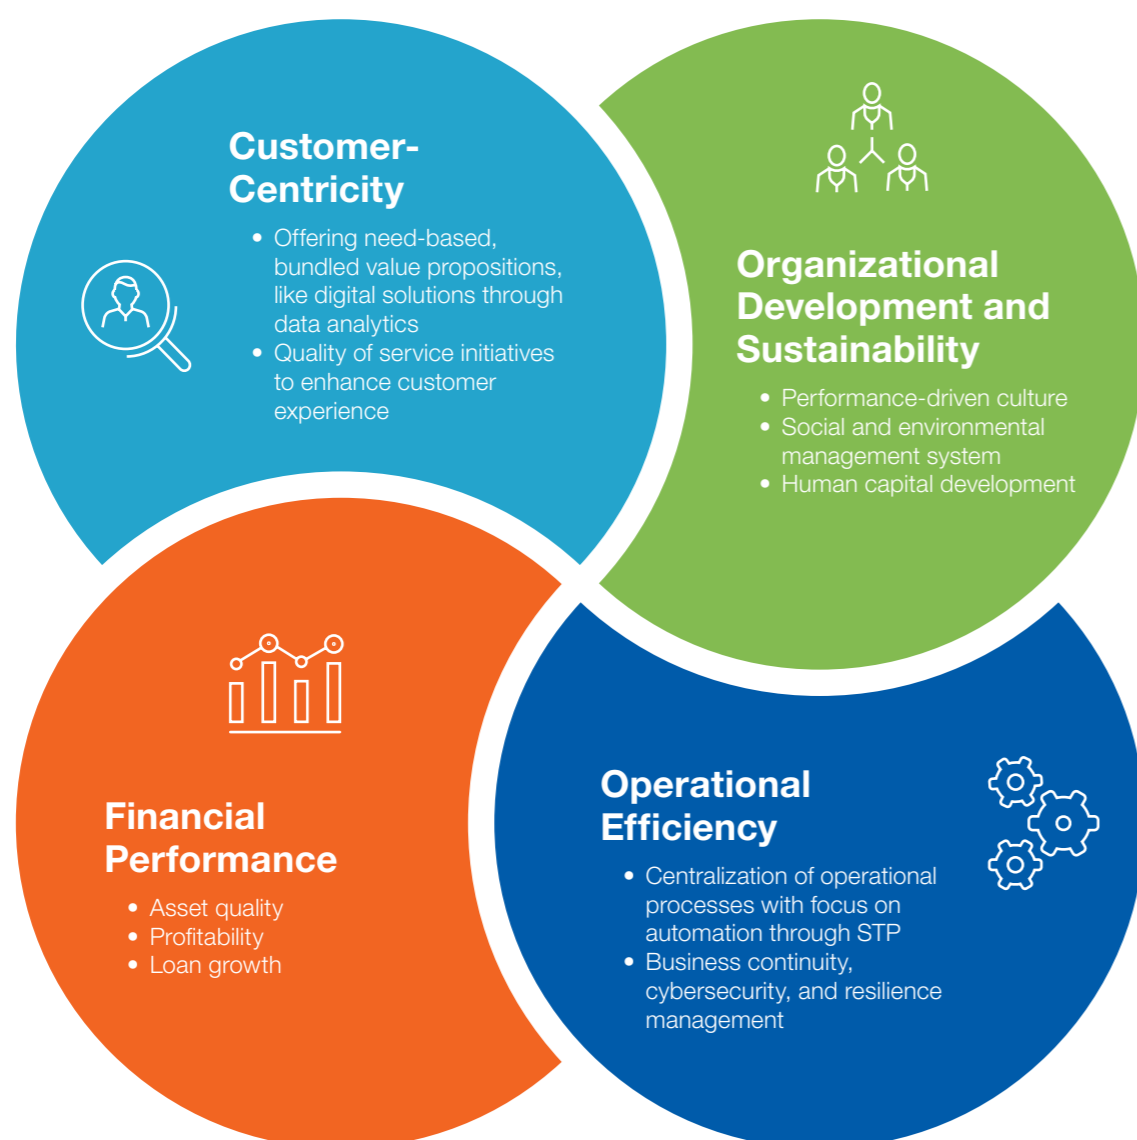 Customer-
Centricity
• Offering need-based,
bundled value propositions,
like digital solutions through
data analytics
• Quality of service initiatives
to enhance customer
experience
Organizational
Development and
Sustainability
• Performance-driven culture
• Social and environmental
management system
• Human capital development
Financial
Performance
• Asset quality
• Profitability
• Loan growth
Operational
Efficiency
• Centralization of operational
processes with focus on
automation through STP
• Business continuity,
cybersecurity, and resilience
management